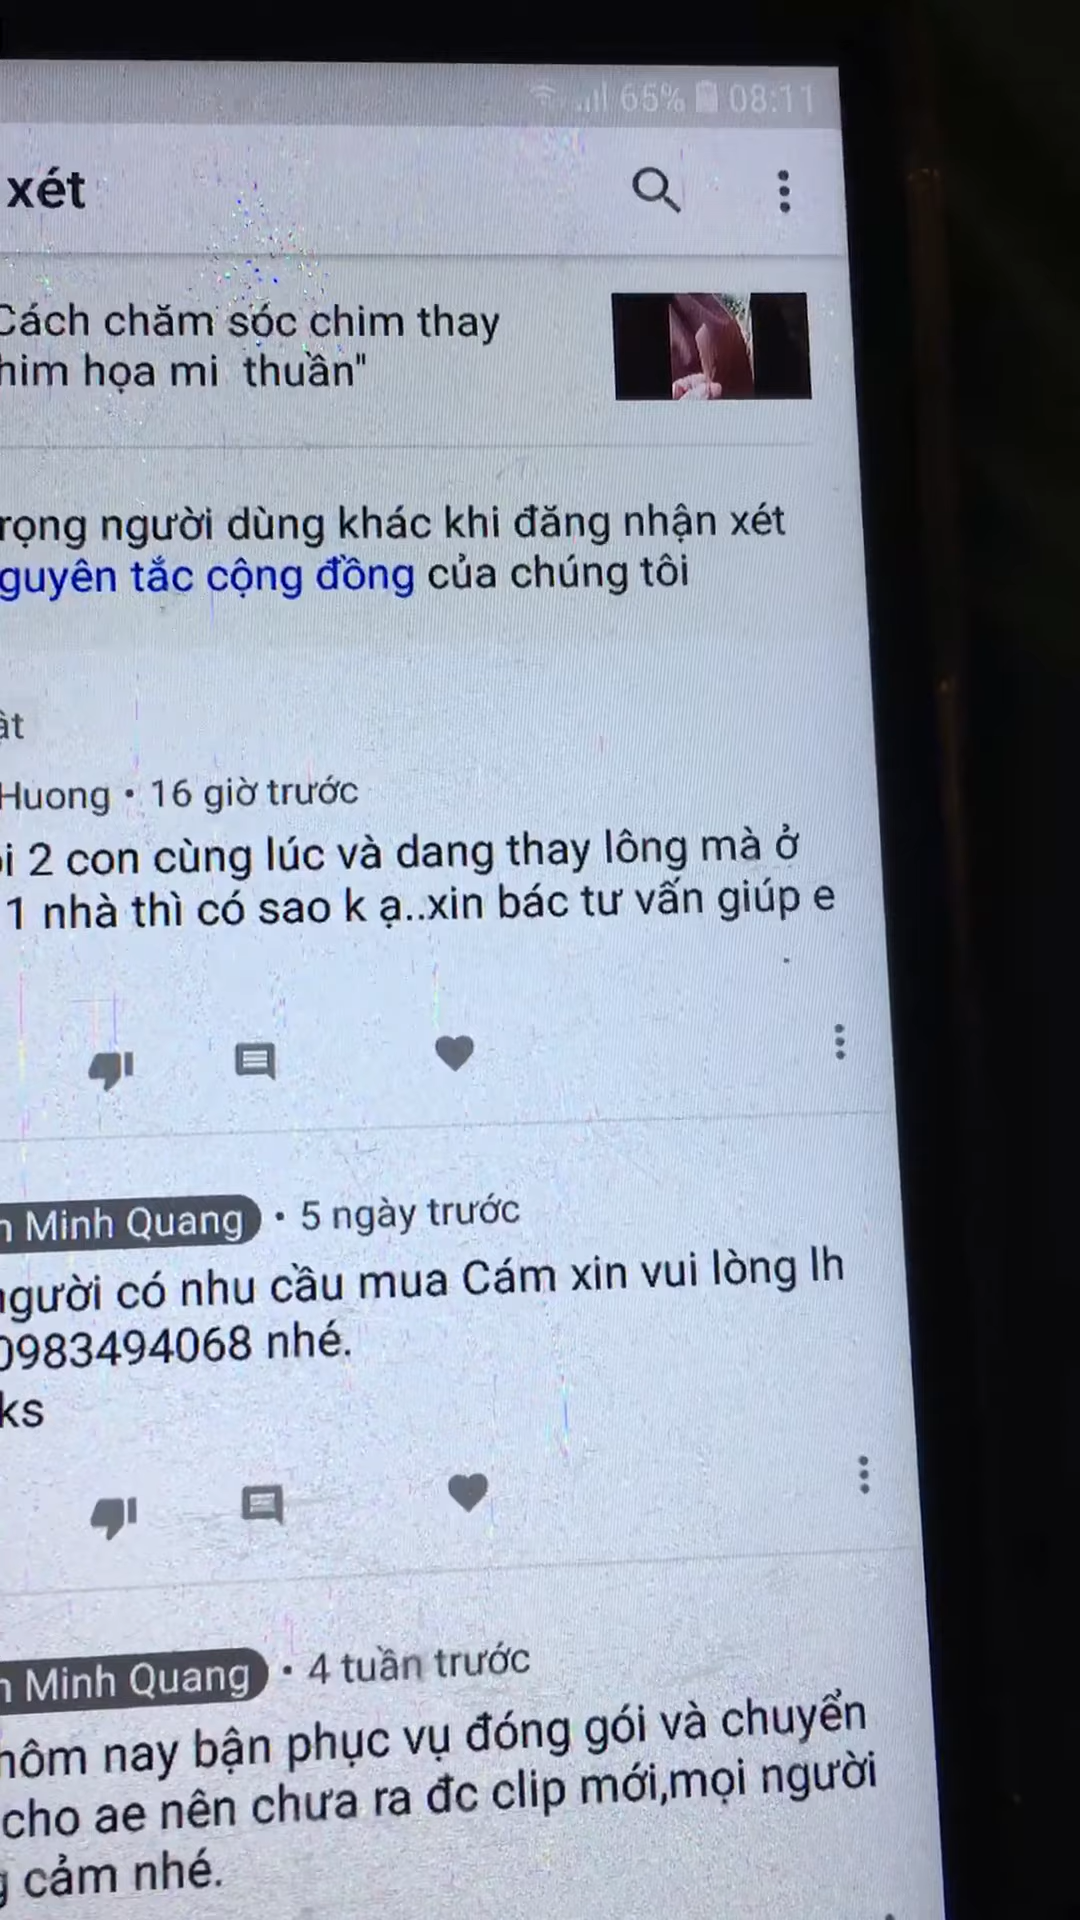 65% 08:11
xét
Cách chăm sóc chim thay
him họa mi thuần"
rọng người dùng khác khi đăng nhận xét
guyên tắc cộng đồng của chúng tôi
ật
Huong • 16 giờ trước
i 2 con cùng lúc và dang thay lông mà ở
1 nhà thì có sao k ạ..xin bác tư vấn giúp e
Minh Quang • 5 ngày trước
gười có nhu cầu mua Cám xin vui lòng lh
0983494068 nhé.
ks
Minh Quang • 4 tuần trước
hôm nay bận phục vụ đóng gói và chuyển
cho ae nên chưa ra đc clip mới,mọi người
g cảm nhé.